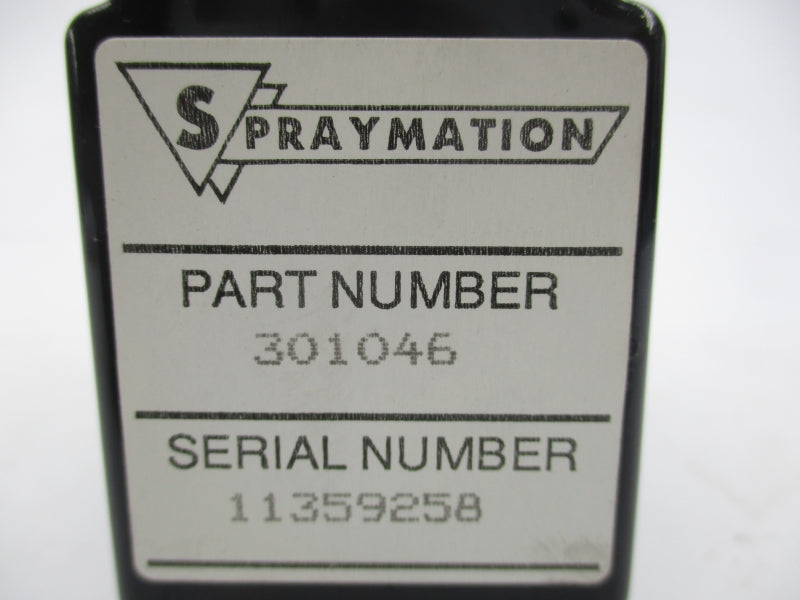 SPRAYMATION
PART NUMBER
301046
SERIAL NUMBER
11359258